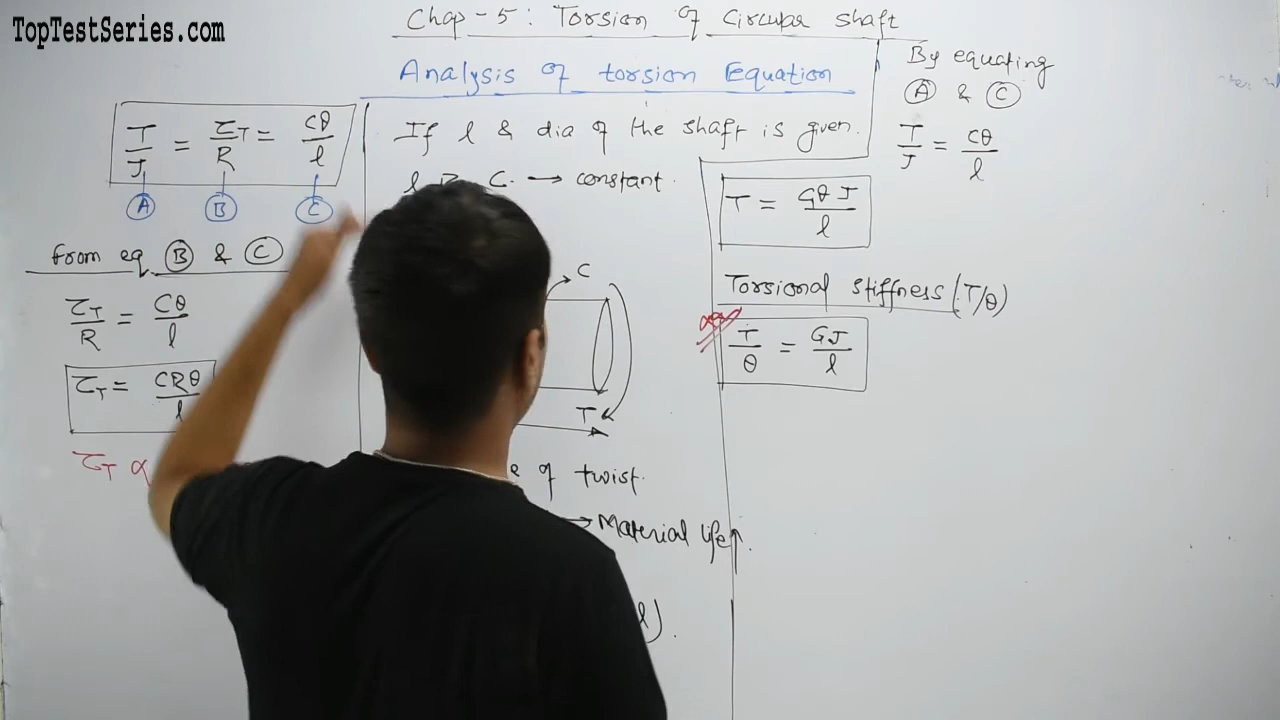 TopTestSeries.com
Chap-5: Torsion of Circular shaft
Analysis of torsion Equation
T/J = τT/R = Cθ/l
A B C
from eq B & C
τT/R = Cθ/l
τT = CRθ/l
τT α
If l & dia of the shaft is given.
l R C. → constant.
C
T
of twist.
→ Material life↑.
l).
By equating
A & C
T/J = Cθ/l
T = GθJ/l
Torsional stiffness (T/θ)
T/θ = GJ/l